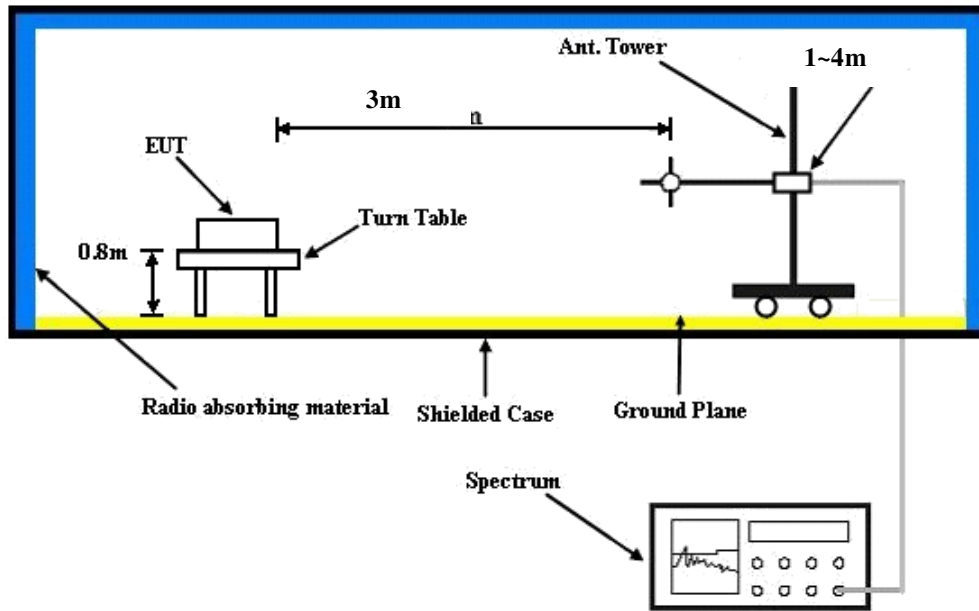 Ant. Tower
1~4m
3m
n
EUT
Turn Table
0.8m
Radio absorbing material
Shielded Case
Ground Plane
Spectrum